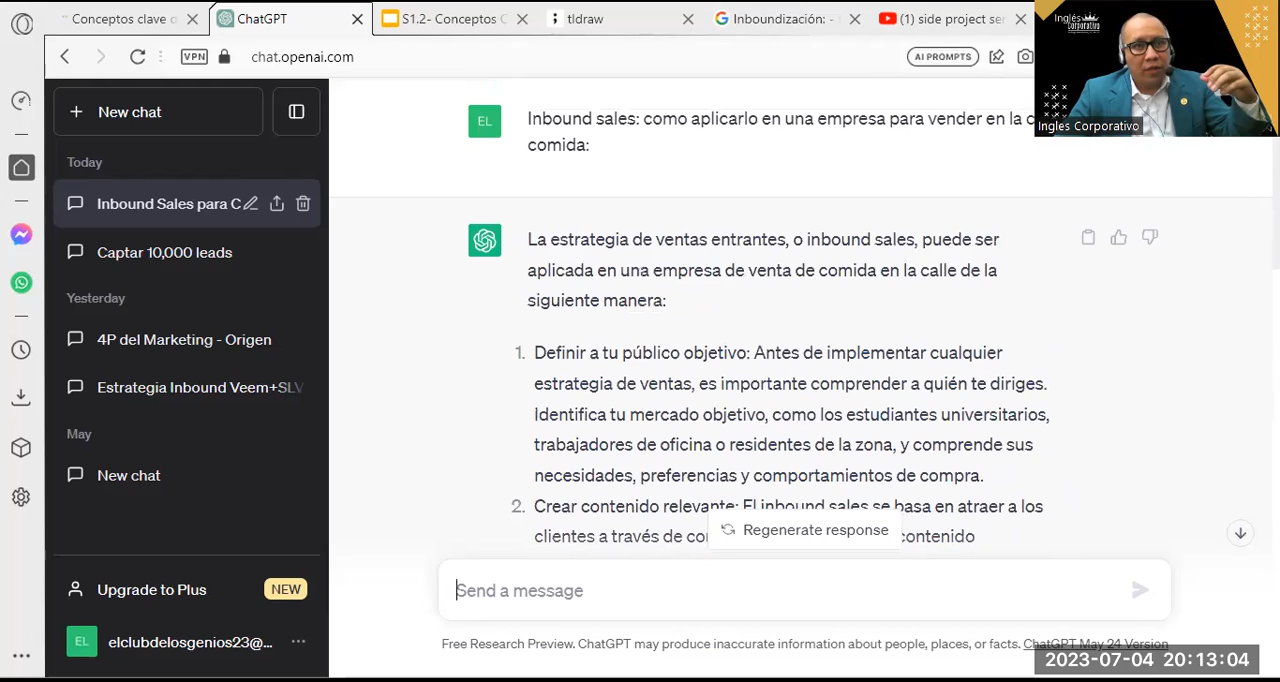 Conceptos clave
ChatGPT
S1.2- Conceptos
tldraw
Inboundización: -
(1) side project
VPN
chat.openai.com
AI PROMPTS
Inglés
Corporativo
Ingles Corporativo
New chat
Today
Inbound Sales para C
Captar 10,000 leads
Yesterday
4P del Marketing - Origen
Estrategia Inbound Veem+SLV
May
New chat
Upgrade to Plus
NEW
EL
elclubdelosgenios23@...
EL
Inbound sales: como aplicarlo en una empresa para vender en la
comida:
La estrategia de ventas entrantes, o inbound sales, puede ser
aplicada en una empresa de venta de comida en la calle de la
siguiente manera:
1. Definir a tu público objetivo: Antes de implementar cualquier
estrategia de ventas, es importante comprender a quién te diriges.
Identifica tu mercado objetivo, como los estudiantes universitarios,
trabajadores de oficina o residentes de la zona, y comprende sus
necesidades, preferencias y comportamientos de compra.
2. Crear contenido relevante: El inbound sales se basa en atraer a los
clientes a través de contenido
Regenerate response
Send a message
Free Research Preview. ChatGPT may produce inaccurate information about people, places, or facts. ChatGPT May 24 Version
2023-07-04 20:13:04